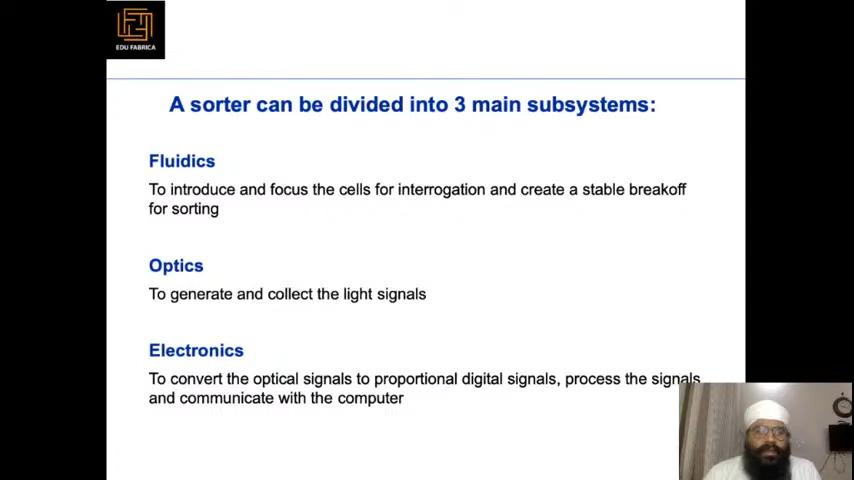 EDU FABRICA
A sorter can be divided into 3 main subsystems:
Fluidics
To introduce and focus the cells for interrogation and create a stable breakoff
for sorting
Optics
To generate and collect the light signals
Electronics
To convert the optical signals to proportional digital signals, process the signals
and communicate with the computer